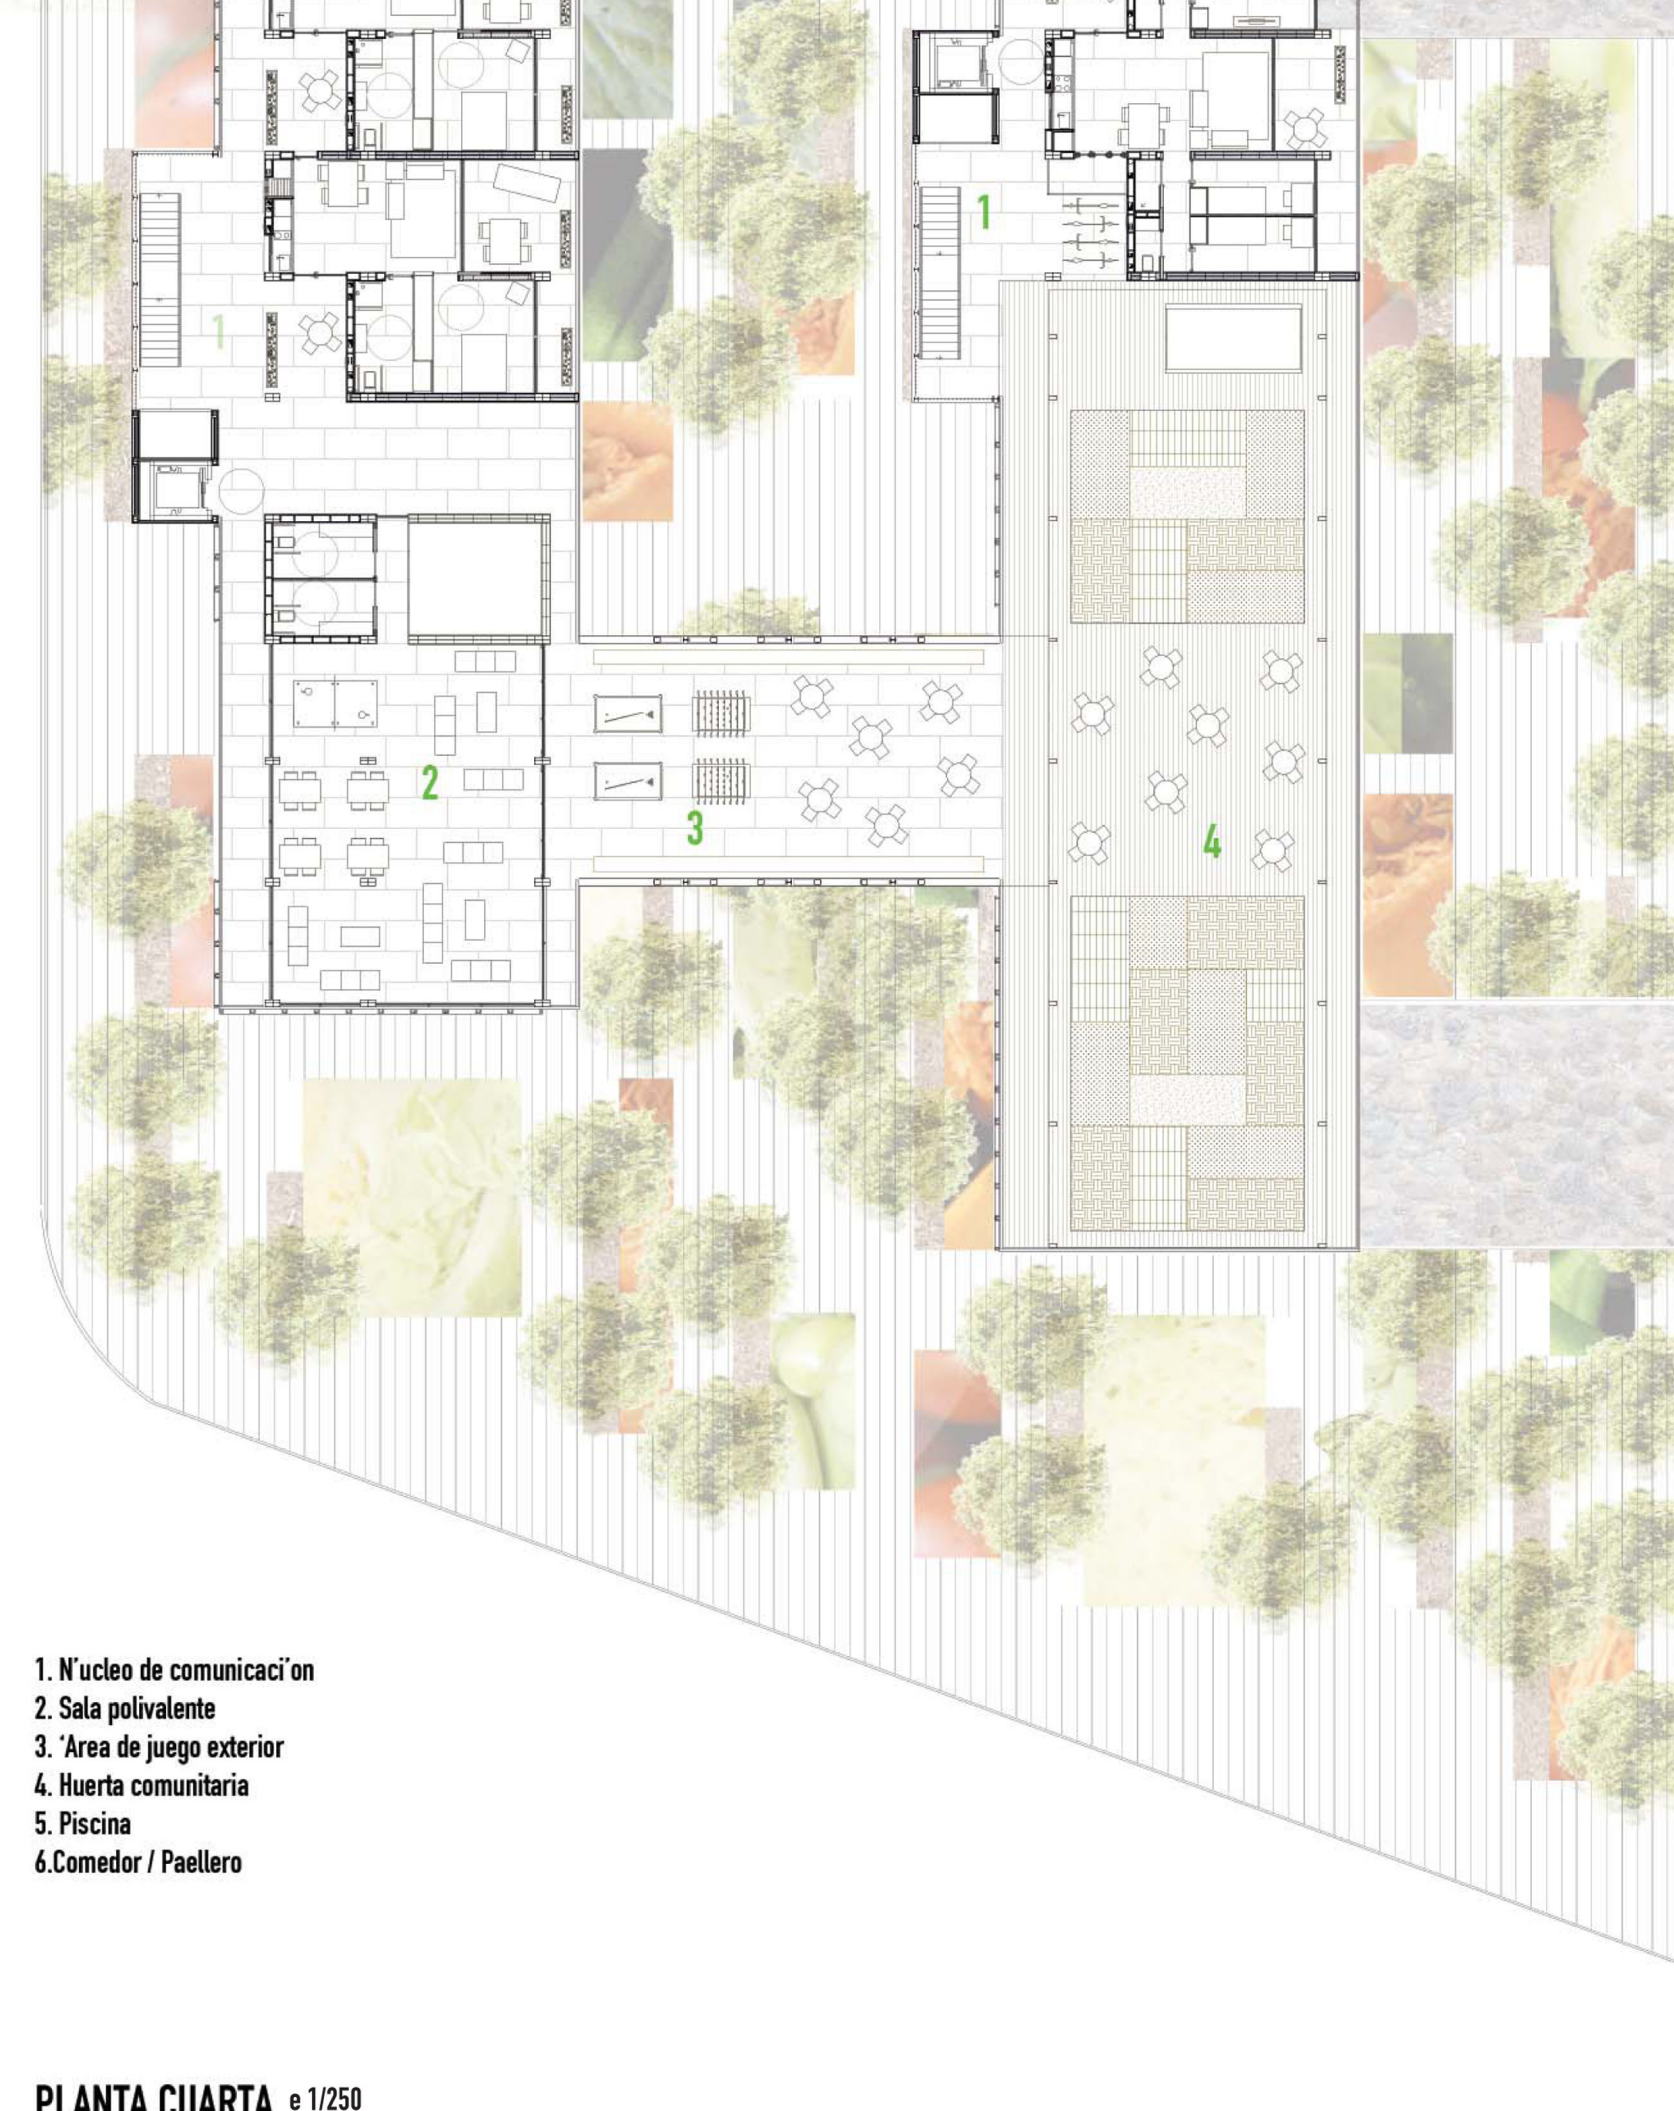 1
1
2
3
4
1. N'ucleo de comunicaci'on
2. Sala polivalente
3. ‘Area de juego exterior
4. Huerta comunitaria
5. Piscina
6.Comedor / Paellero
PLANTA CUARTA e 1/250